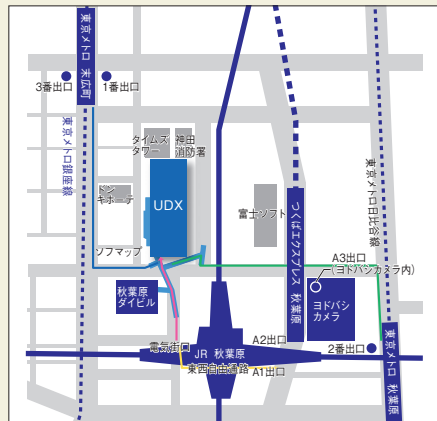 東京メトロ 末広町
3番出口
1番出口
東京メトロ銀座線
タイムズ
タワー
神田
消防署
ドン
キホーテ
UDX
ソフマップ
富士ソフト
つくばエクスプレス 秋葉原
東京メトロ日比谷線
A3出口
(ヨドバシカメラ内)
ヨドバシ
カメラ
秋葉原
ダイビル
電気街口
JR 秋葉原
東西自由通路
A2出口
A1出口
2番出口
東京メトロ 秋葉原